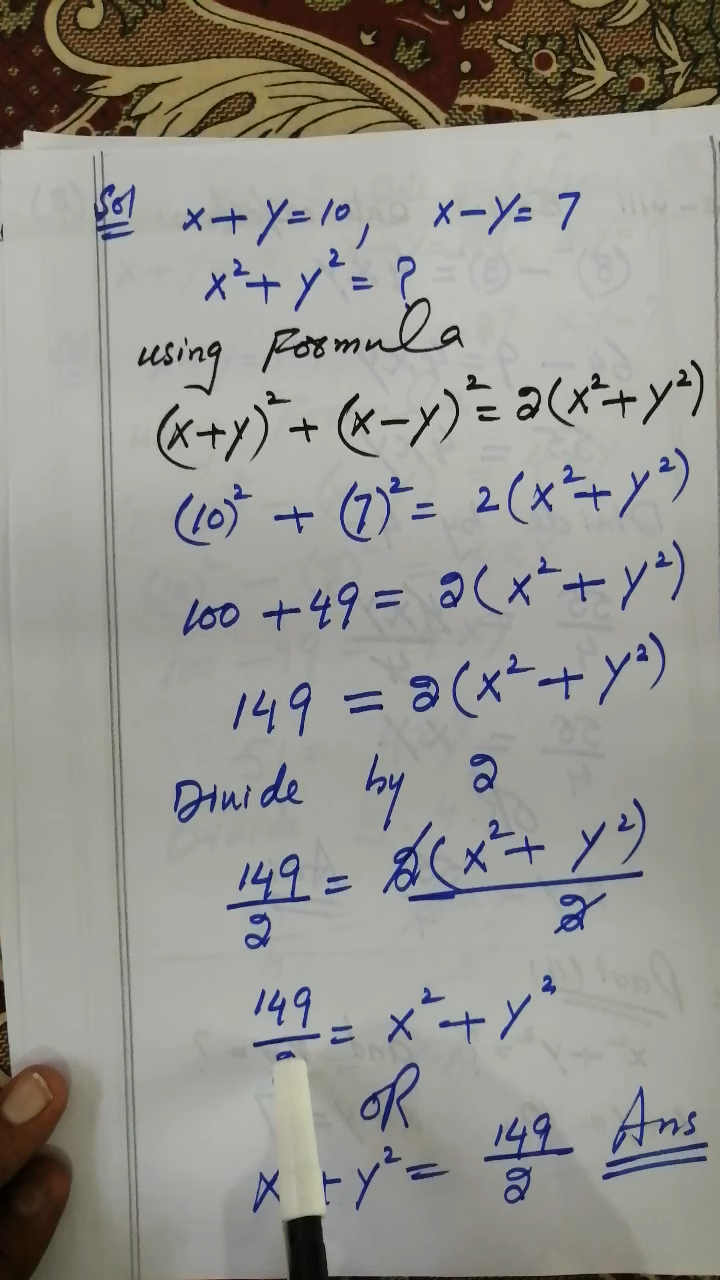 Sol x + y = 10, x - y = 7
x² + y² = ?
using Formula
(x+y)² + (x-y)² = 2(x² + y²)
(10)² + (7)² = 2(x² + y²)
100 + 49 = 2(x² + y²)
149 = 2(x² + y²)
Divide by 2
149/2 = 2(x² + y²)/2
149/2 = x² + y²
OR
x + y² = 149/2 Ans